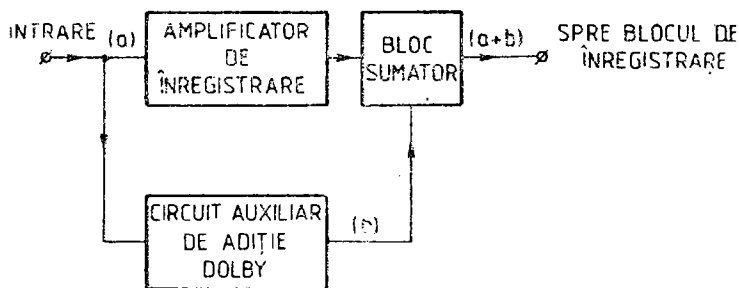 INTRARE (a)
AMPLIFICATOR
DE
ÎNREGISTRARE
BLOC
SUMATOR
(a+b)
SPRE BLOCUL DE
ÎNREGISTRARE
CIRCUIT AUXILIAR
DE ADIȚIE
DOLBY
(b)